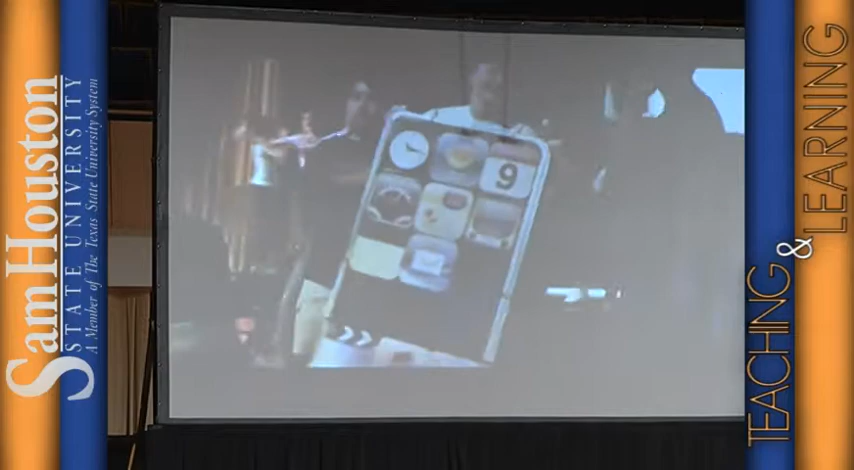 Sam Houston
STATE UNIVERSITY
A Member of The Texas State University System
9
TEACHING
&
LEARNING